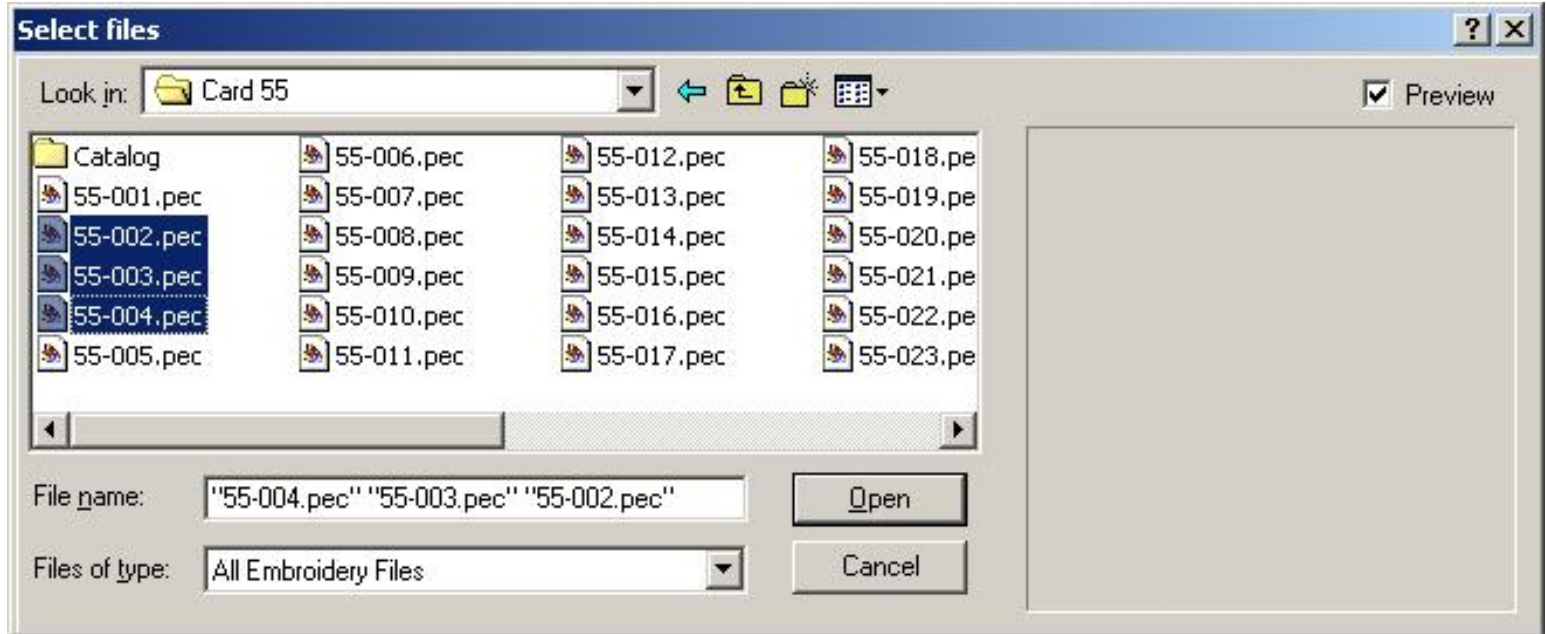 Select files
Look in: Card 55 Preview
Catalog 55-006.pec 55-012.pec 55-018.pe
55-001.pec 55-007.pec 55-013.pec 55-019.pe
55-002.pec 55-008.pec 55-014.pec 55-020.pe
55-003.pec 55-009.pec 55-015.pec 55-021.pe
55-004.pec 55-010.pec 55-016.pec 55-022.pe
55-005.pec 55-011.pec 55-017.pec 55-023.pe
File name: "55-004.pec" "55-003.pec" "55-002.pec" Open
Files of type: All Embroidery Files Cancel